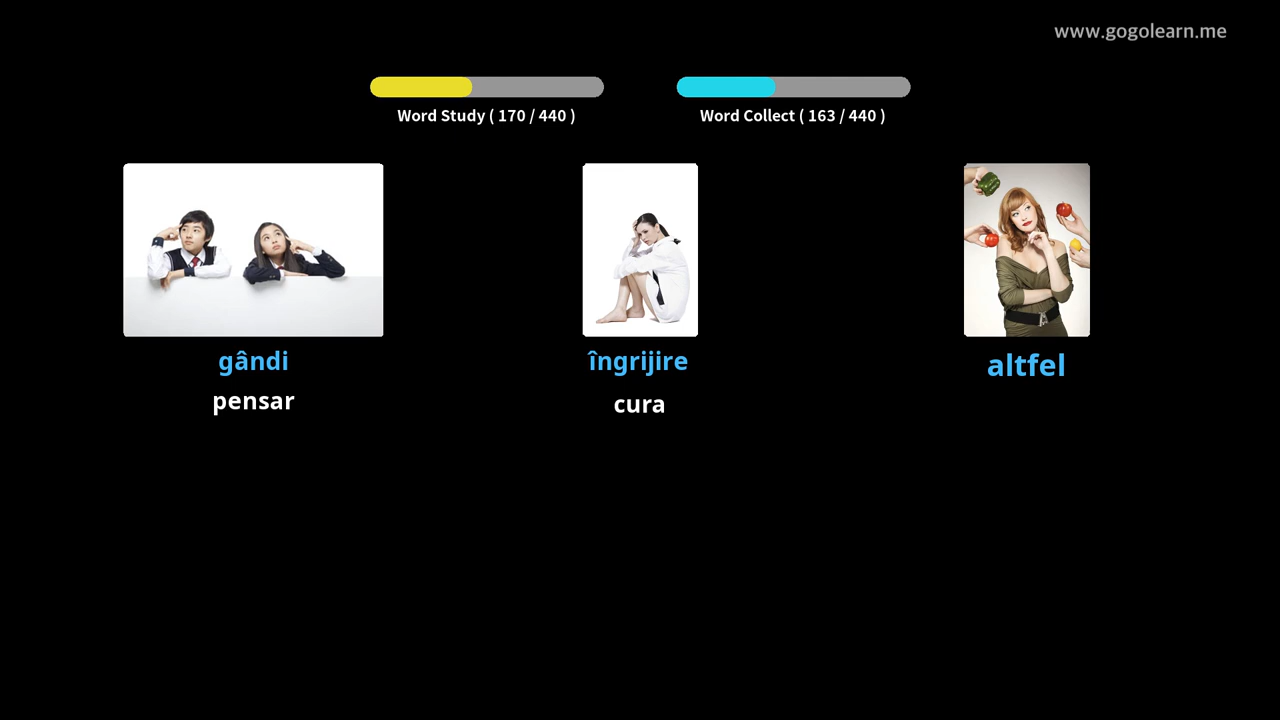 www.gogolearn.me
Word Study ( 170 / 440 )
Word Collect ( 163 / 440 )
gândi
pensar
îngrijire
cura
altfel